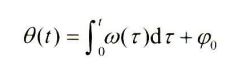 θ(t) = ∫₀ᵗ ω(τ)dτ + φ₀